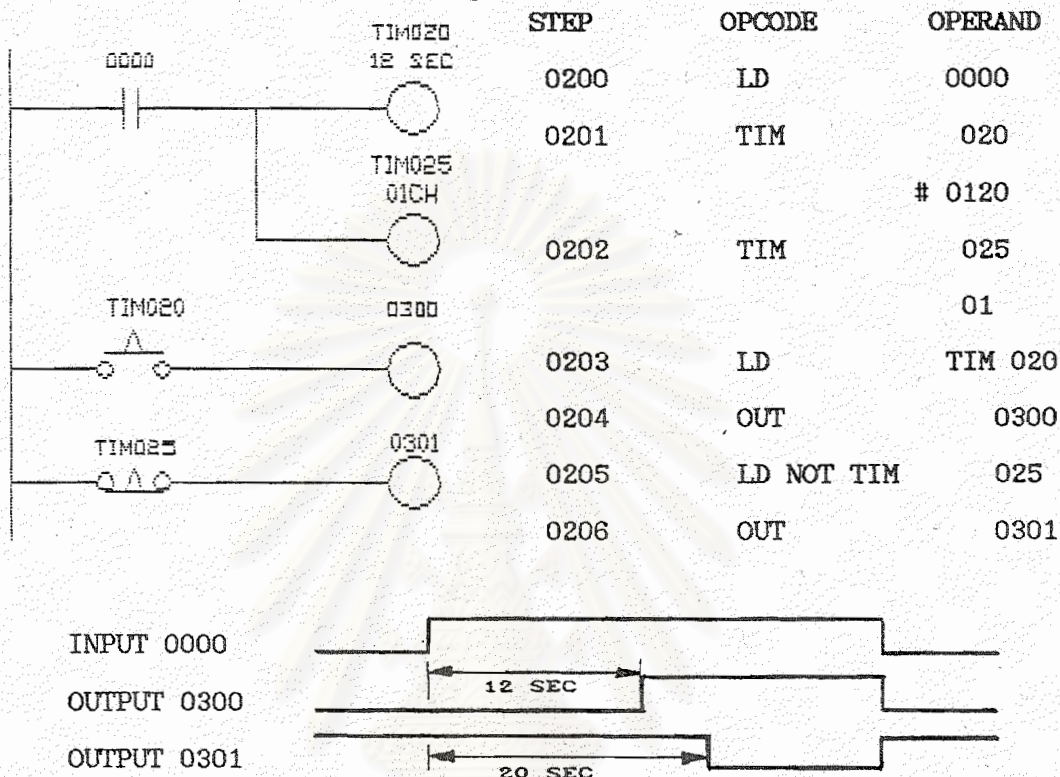 TIM020
12 SEC
0000
TIM025
01CH
TIM020
0300
TIM025
0301
STEP OPCODE OPERAND
0200 LD 0000
0201 TIM 020
# 0120
0202 TIM 025
01
0203 LD TIM 020
0204 OUT 0300
0205 LD NOT TIM 025
0206 OUT 0301
INPUT 0000
12 SEC
OUTPUT 0300
OUTPUT 0301
20 SEC